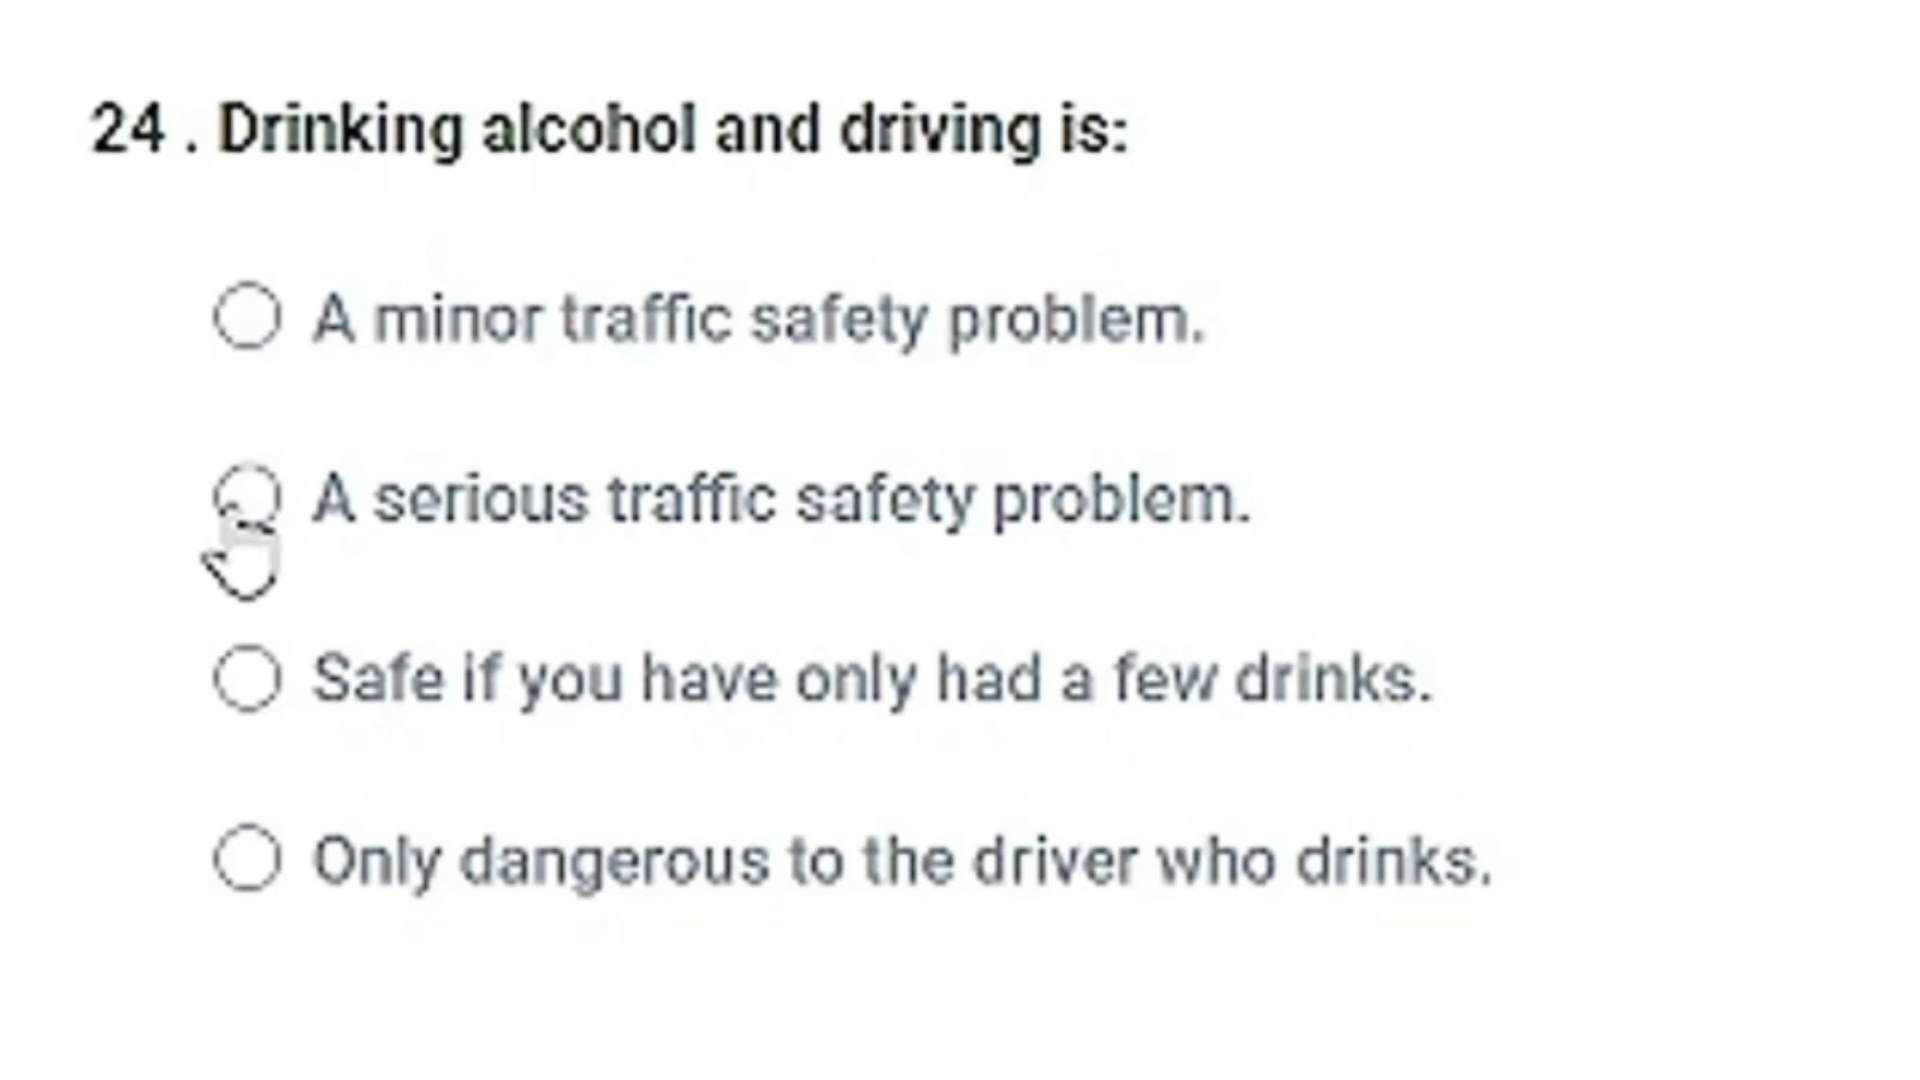 24 . Drinking alcohol and driving is:
A minor traffic safety problem.
A serious traffic safety problem.
Safe if you have only had a few drinks.
Only dangerous to the driver who drinks.